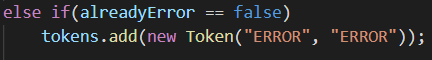 else if(alreadyError == false)
    tokens.add(new Token("ERROR", "ERROR"));